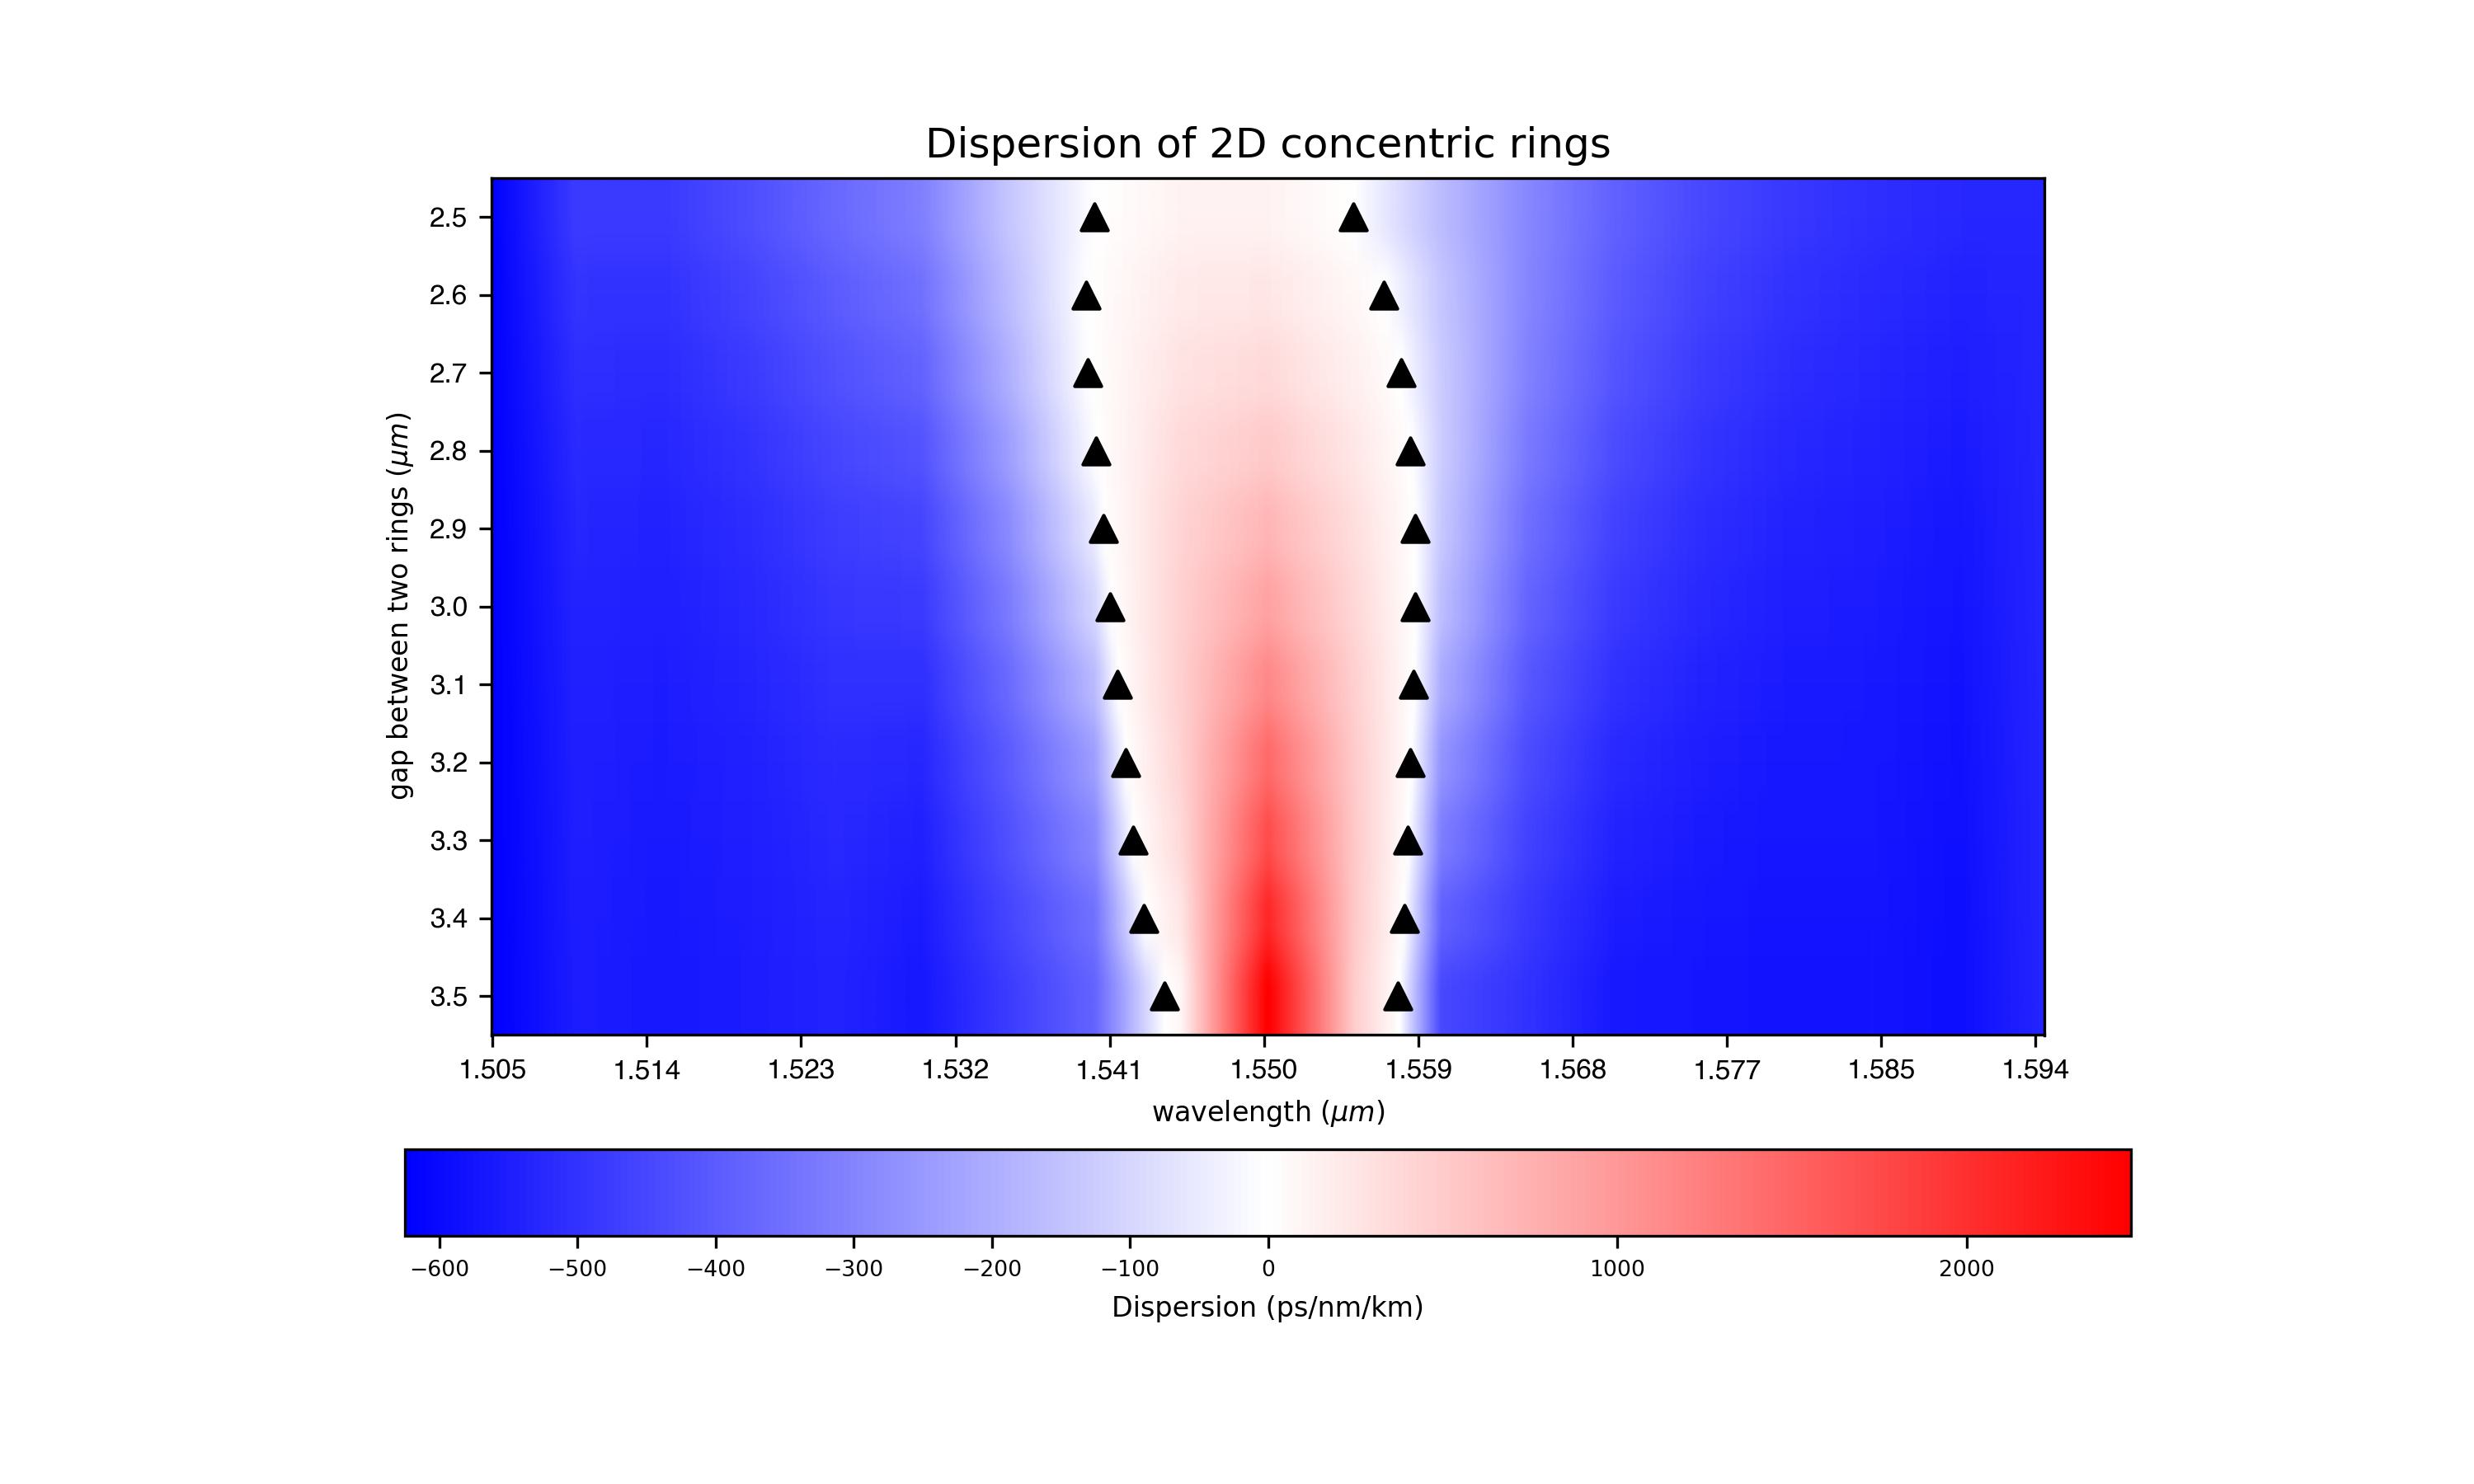 Dispersion of 2D concentric rings
gap between two rings (μm)
2.5
2.6
2.7
2.8
2.9
3.0
3.1
3.2
3.3
3.4
3.5
1.505 1.514 1.523 1.532 1.541 1.550 1.559 1.568 1.577 1.585 1.594
wavelength (μm)
−600 −500 −400 −300 −200 −100 0 1000 2000
Dispersion (ps/nm/km)